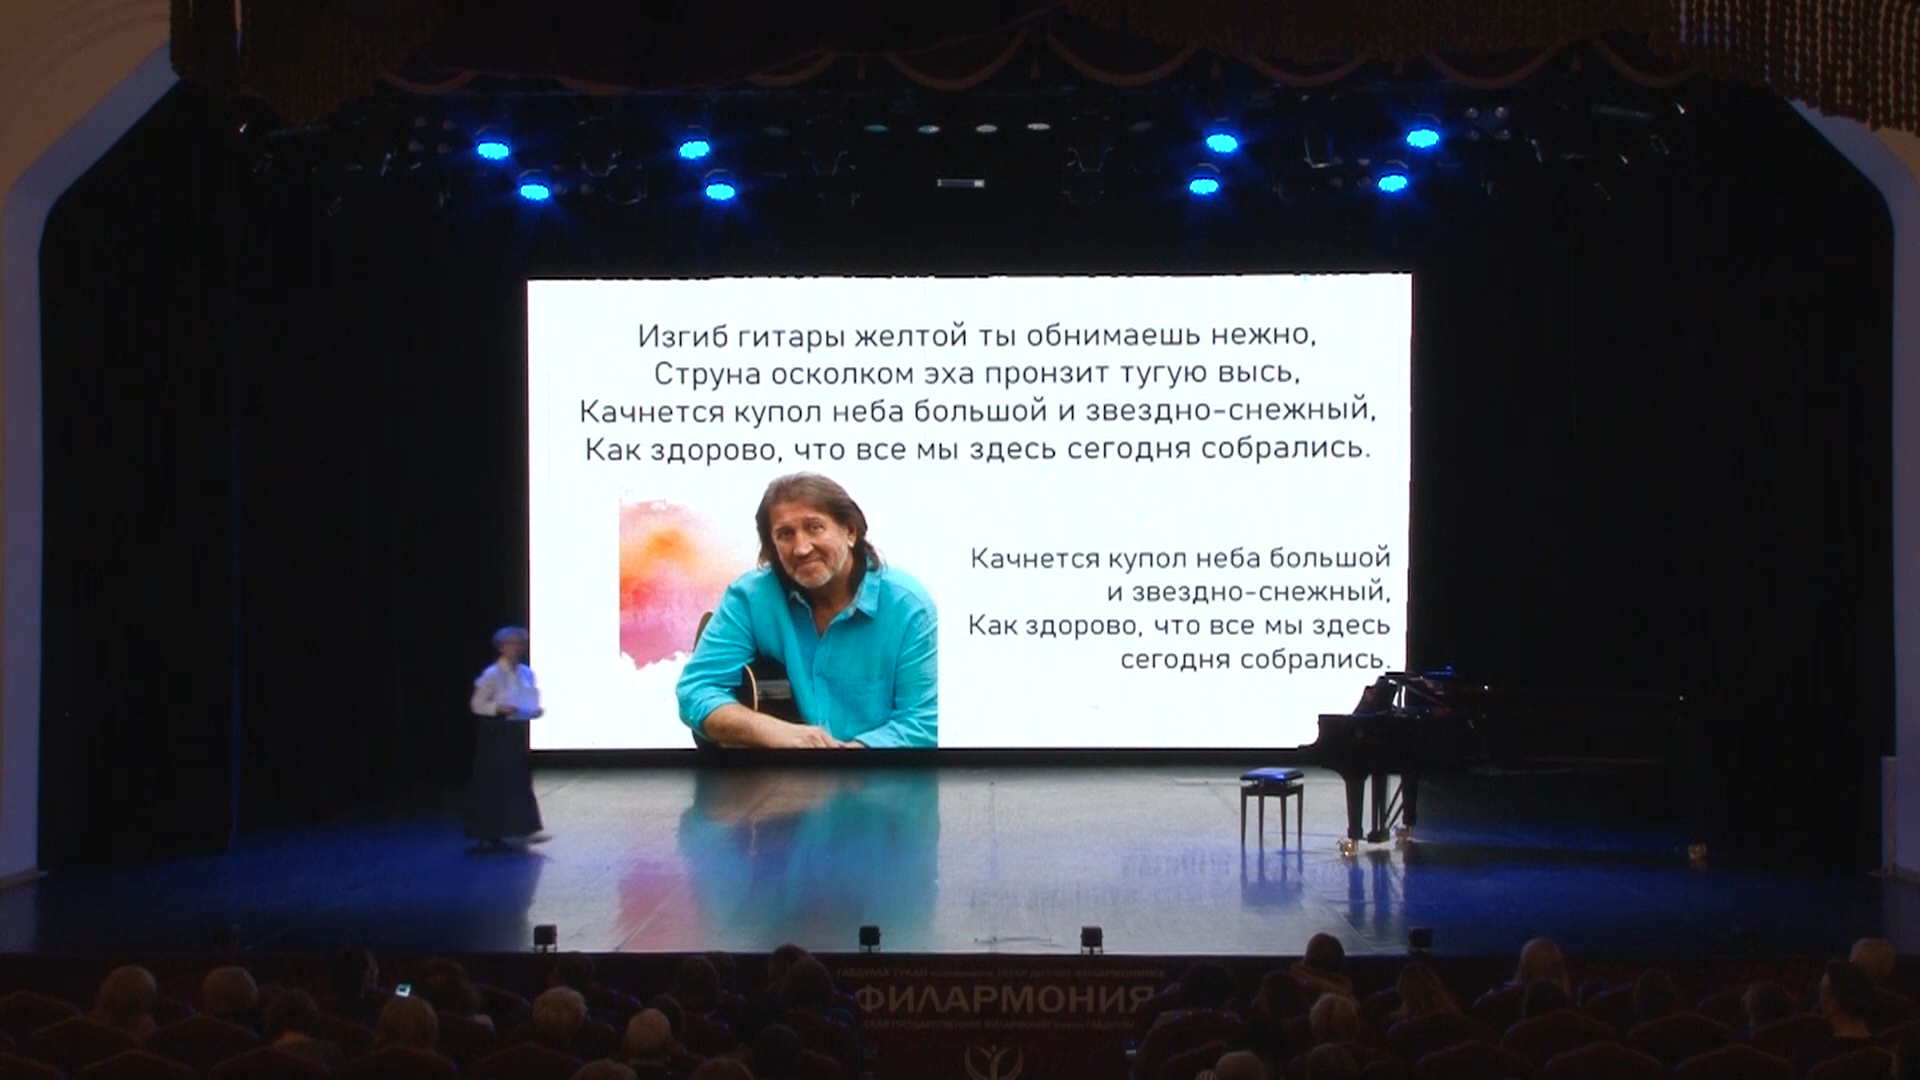 Изгиб гитары желтой ты обнимаешь нежно,
Струна осколком эха пронзит тугую высь,
Качнется купол неба большой и звездно-снежный,
Как здорово, что все мы здесь сегодня собрались.
Качнется купол неба большой
и звездно-снежный,
Как здорово, что все мы здесь
сегодня собрались.
ФИЛАРМОНИЯ